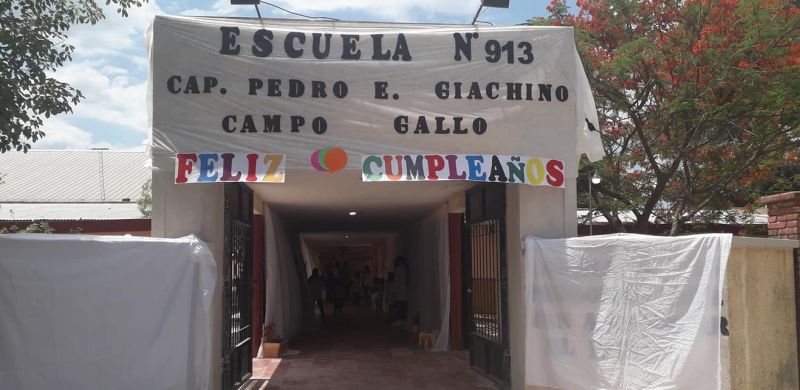 ESCUELA N° 913
CAP. PEDRO E. GIACHINO
CAMPO GALLO
FELIZ CUMPLEAÑOS